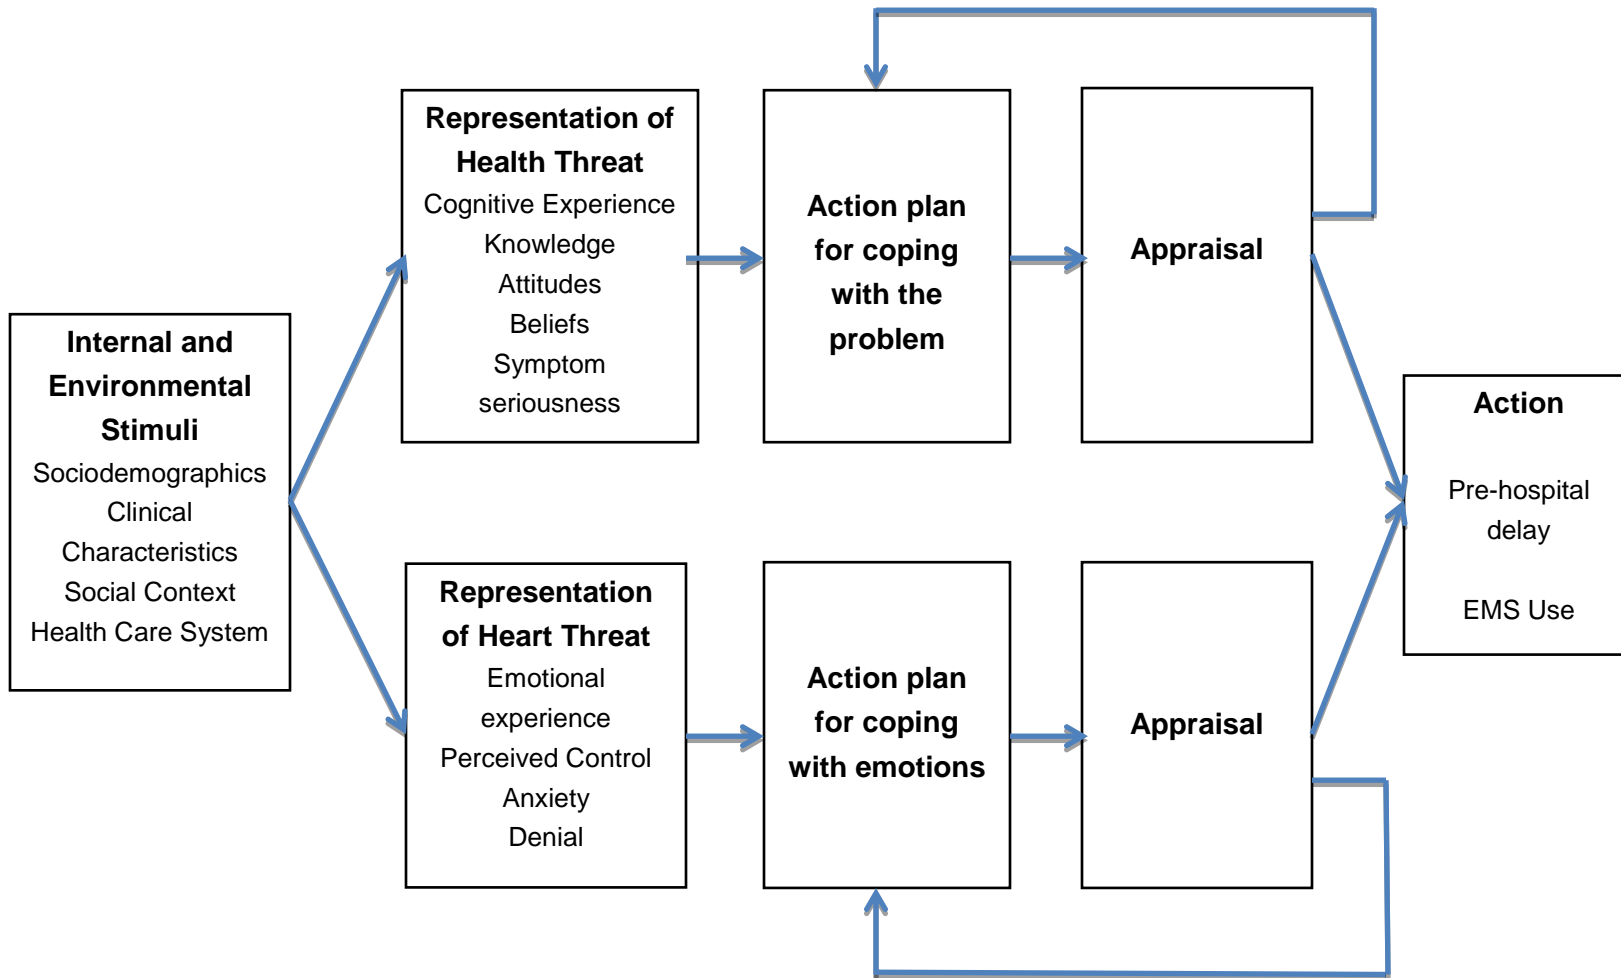 Internal and
Environmental
Stimuli
Sociodemographics
Clinical
Characteristics
Social Context
Health Care System
Representation of
Health Threat
Cognitive Experience
Knowledge
Attitudes
Beliefs
Symptom
seriousness
Action plan
for coping
with the
problem
Appraisal
Representation
of Heart Threat
Emotional
experience
Perceived Control
Anxiety
Denial
Action plan
for coping
with emotions
Appraisal
Action
Pre-hospital
delay
EMS Use